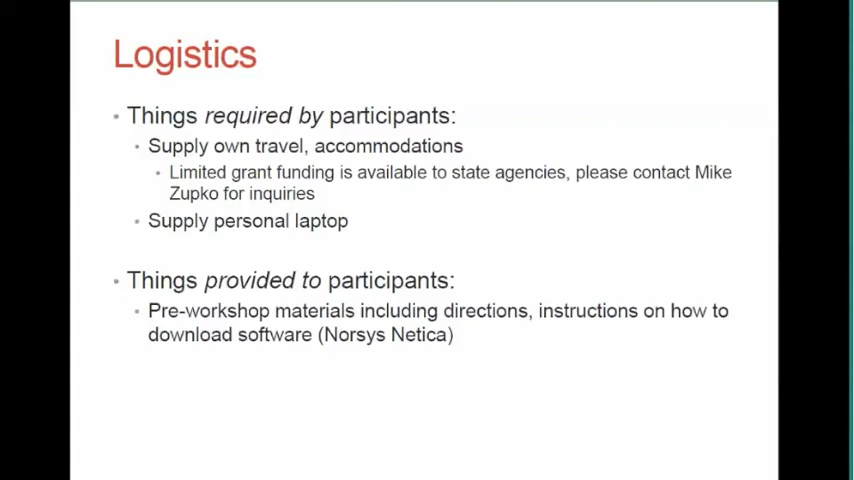 Logistics
• Things required by participants:
• Supply own travel, accommodations
• Limited grant funding is available to state agencies, please contact Mike
Zupko for inquiries
• Supply personal laptop
• Things provided to participants:
• Pre-workshop materials including directions, instructions on how to
download software (Norsys Netica)